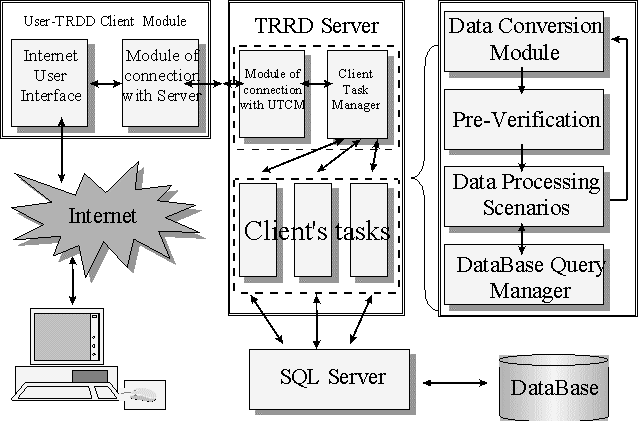 User-TRDD Client Module
Internet
User
Interface
Module of
connection
with Server
TRRD Server
Module of
connection
with UTCM
Client
Task
Manager
Client's tasks
Data Conversion
Module
Pre-Verification
Data Processing
Scenarios
DataBase Query
Manager
Internet
SQL Server
DataBase